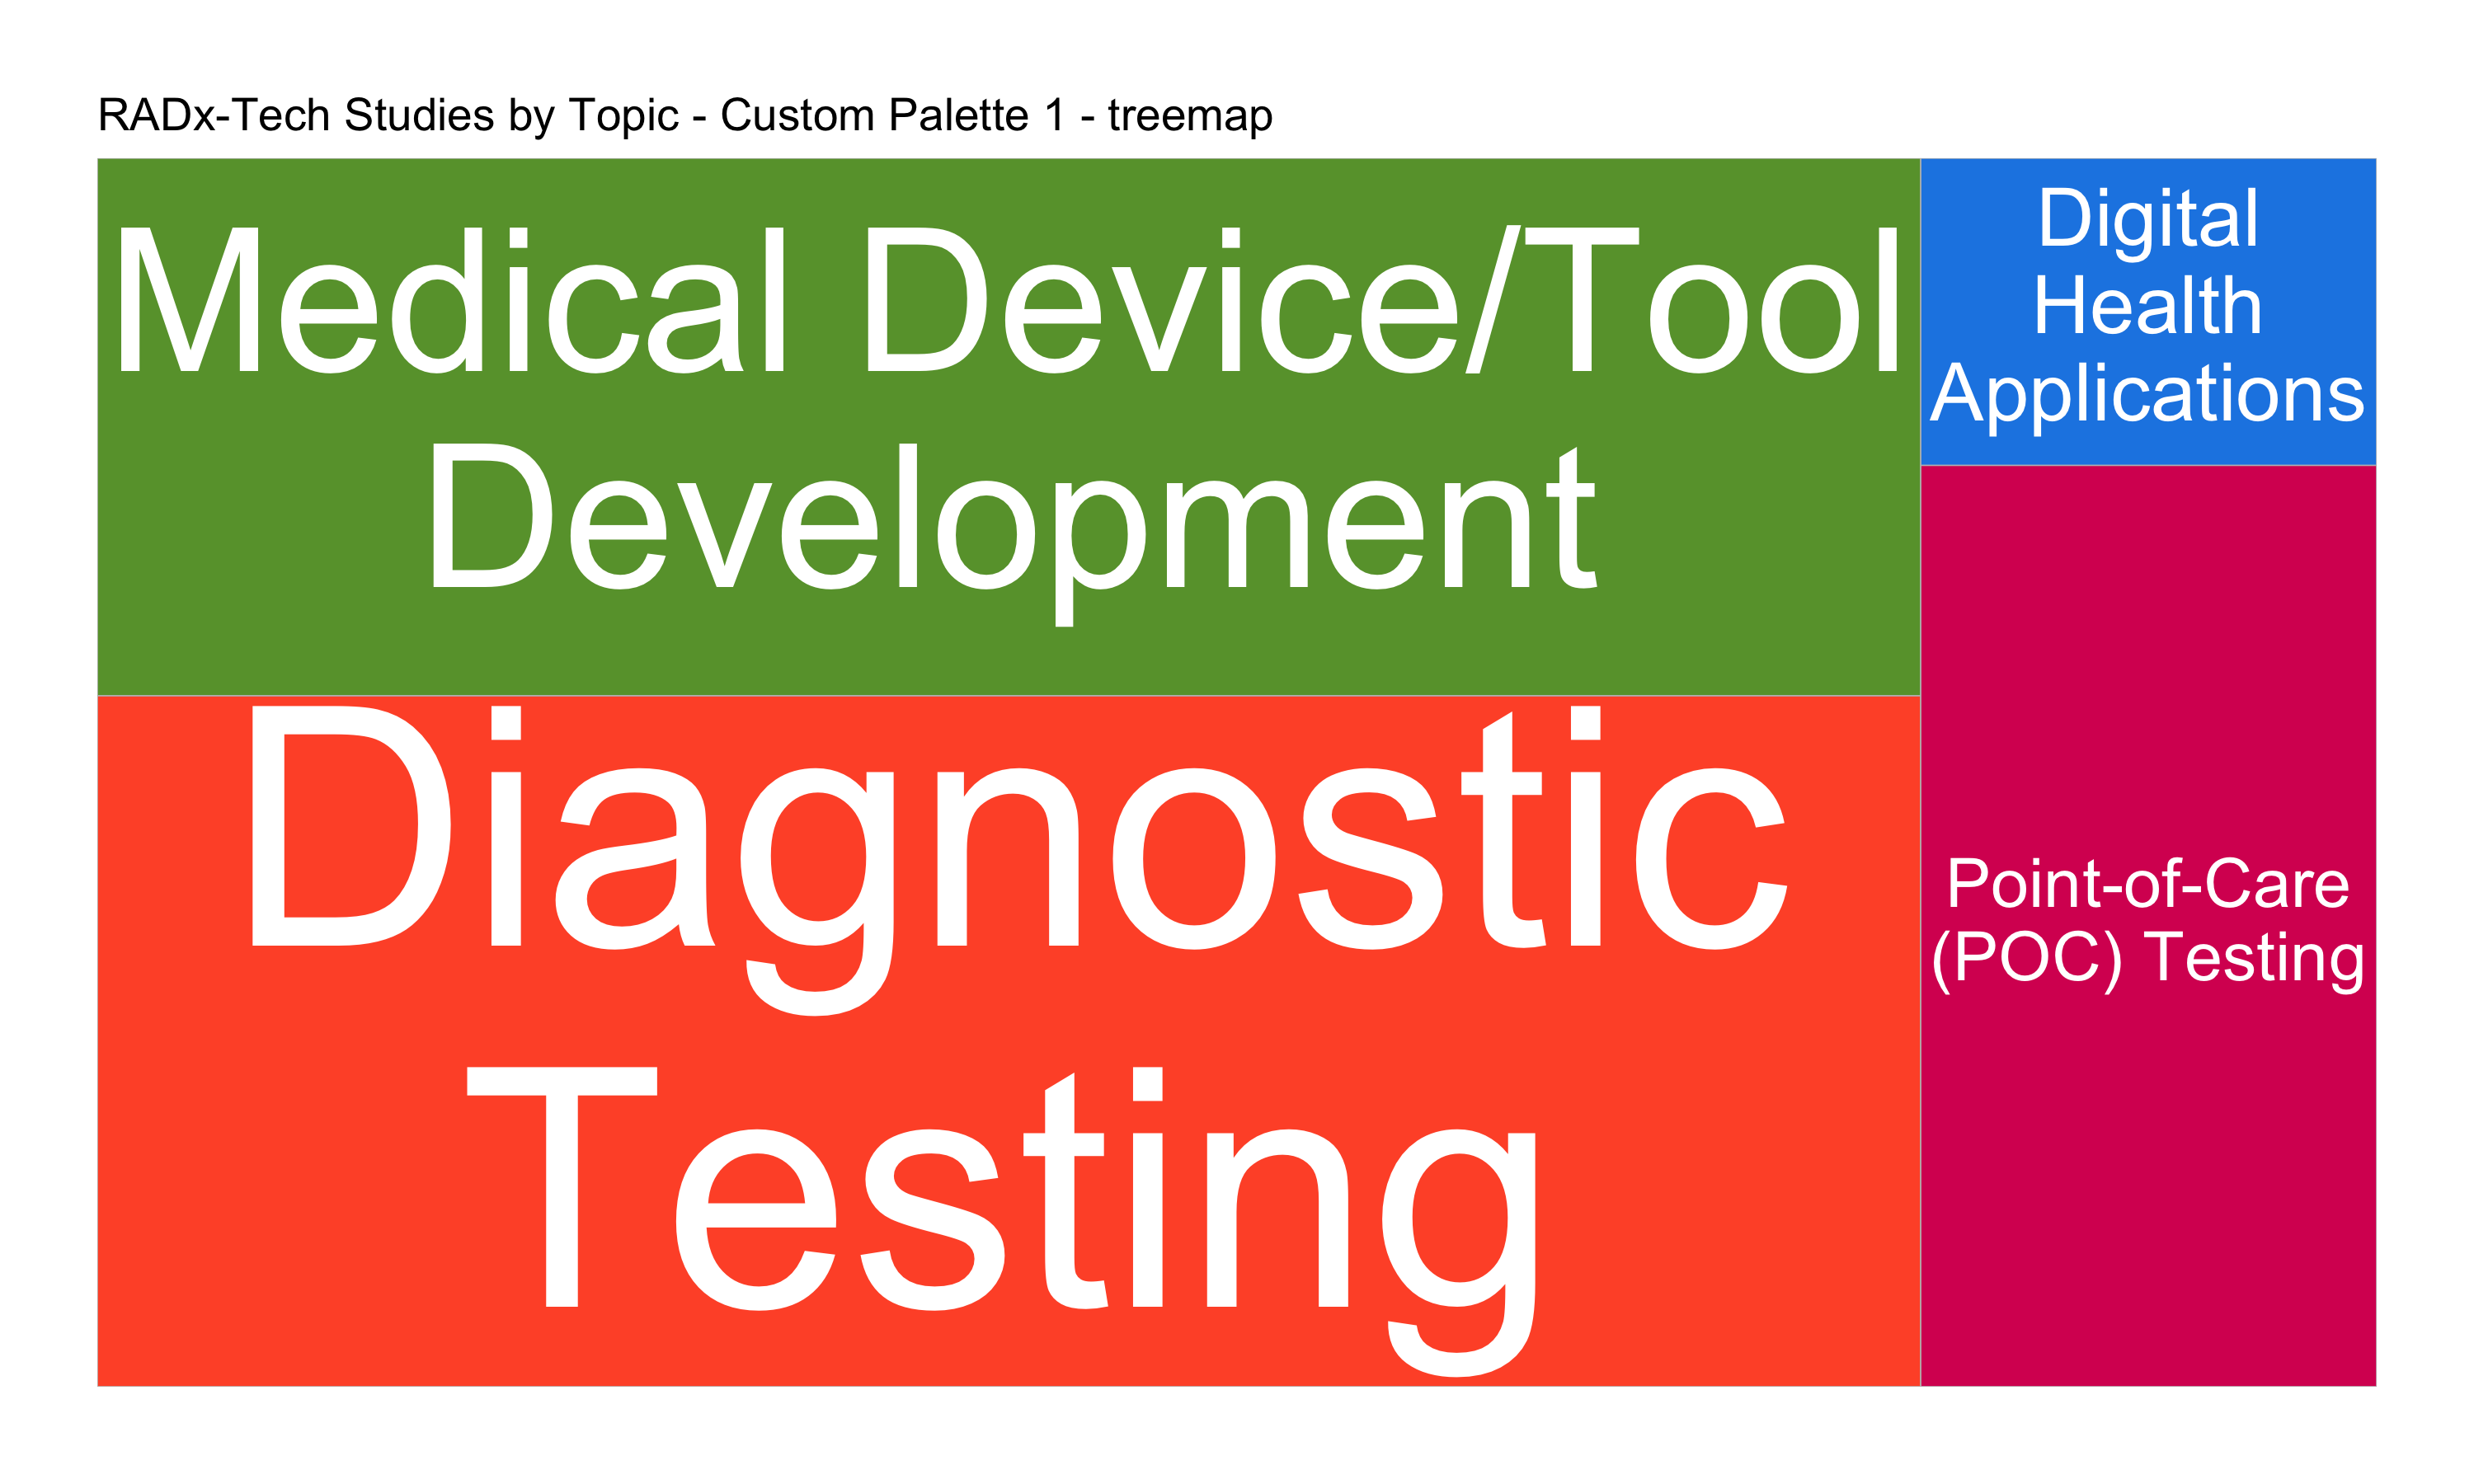 RADx-Tech Studies by Topic - Custom Palette 1 - treemap
Medical Device/Tool
Development
Digital
Health
Applications
Diagnostic
Testing
Point-of-Care
(POC) Testing